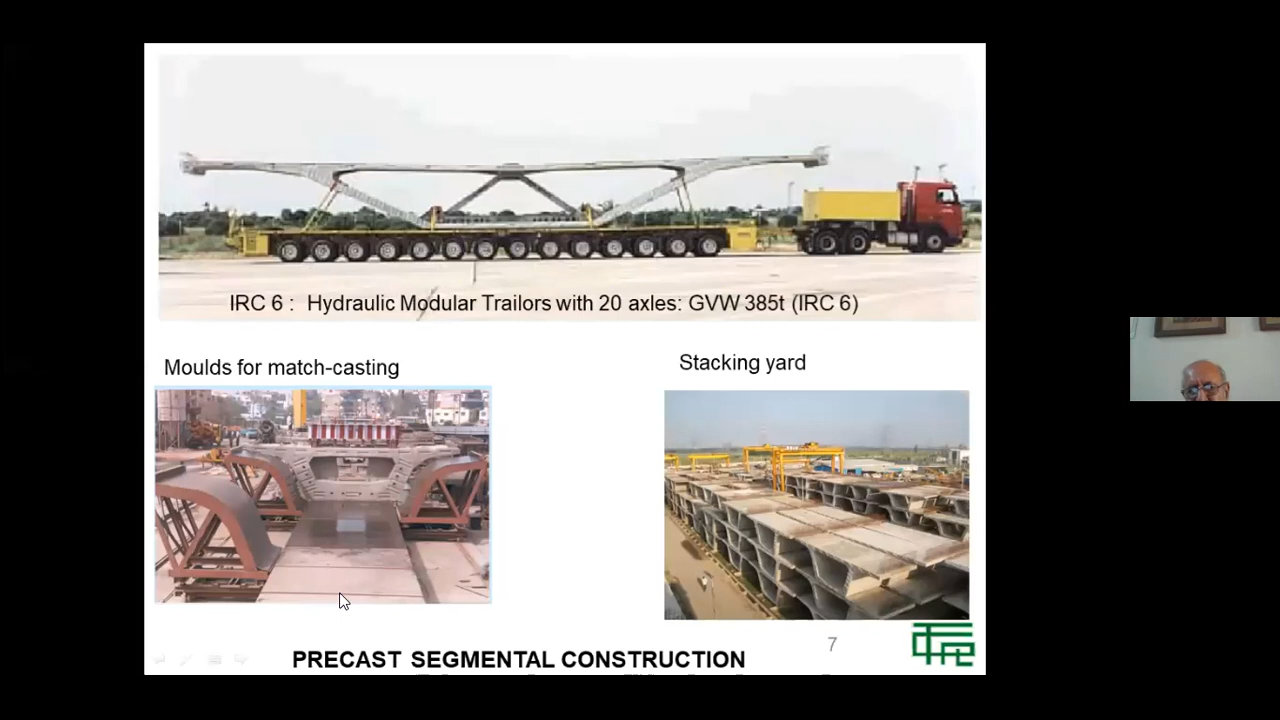 IRC 6 : Hydraulic Modular Trailors with 20 axles: GVW 385t (IRC 6)
Moulds for match-casting
Stacking yard
7
PRECAST SEGMENTAL CONSTRUCTION